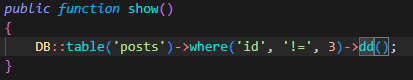 public function show()
{
    DB::table('posts')->where('id', '!=', 3)->dd();
}